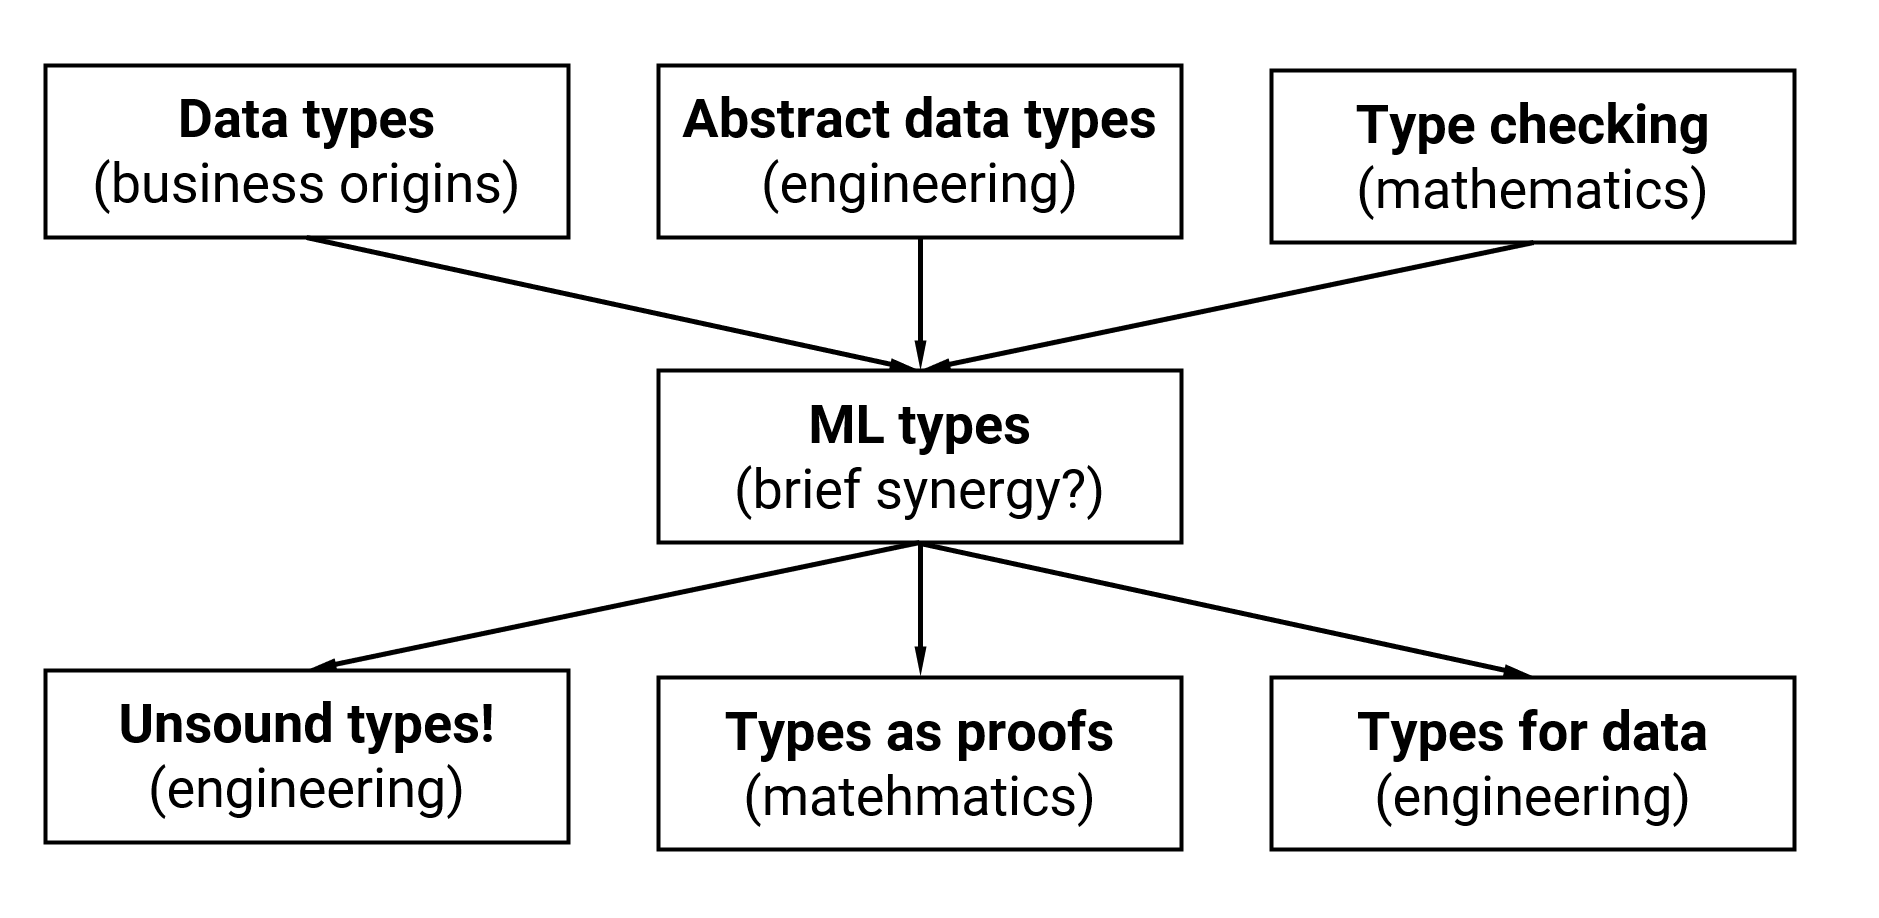 Data types
(business origins)
Abstract data types
(engineering)
Type checking
(mathematics)
ML types
(brief synergy?)
Unsound types!
(engineering)
Types as proofs
(matehmatics)
Types for data
(engineering)